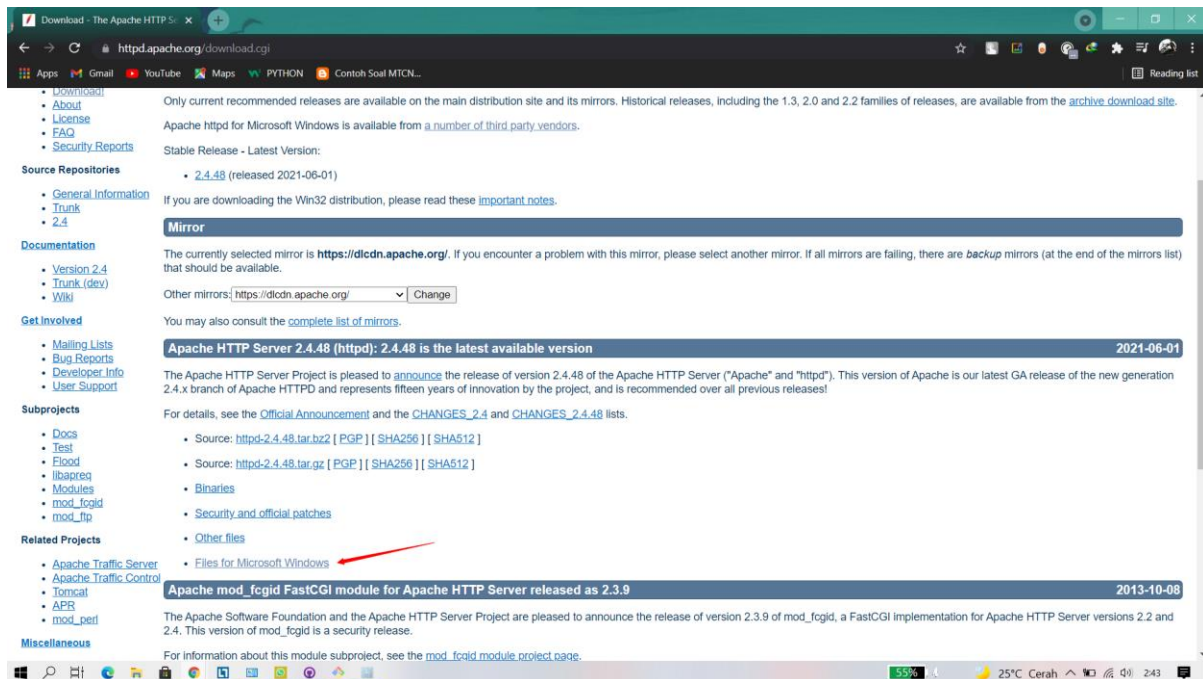 Download - The Apache HTTP Se
httpd.apache.org/download.cgi
Apps
Gmail
YouTube
Maps
PYTHON
Contoh Soal MTCN...
Reading list
Download!
About
License
FAQ
Security Reports
Source Repositories
General Information
Trunk
2.4
Documentation
Version 2.4
Trunk (dev)
Wiki
Get Involved
Mailing Lists
Bug Reports
Developer Info
User Support
Subprojects
Docs
Test
Flood
libapreq
Modules
mod_fcgid
mod_ftp
Related Projects
Apache Traffic Server
Apache Traffic Control
Tomcat
APR
mod_perl
Miscellaneous
Only current recommended releases are available on the main distribution site and its mirrors. Historical releases, including the 1.3, 2.0 and 2.2 families of releases, are available from the archive download site.
Apache httpd for Microsoft Windows is available from a number of third party vendors.
Stable Release - Latest Version:
2.4.48 (released 2021-06-01)
If you are downloading the Win32 distribution, please read these important notes.
Mirror
The currently selected mirror is https://dlcdn.apache.org/. If you encounter a problem with this mirror, please select another mirror. If all mirrors are failing, there are backup mirrors (at the end of the mirrors list)
that should be available.
Other mirrors: https://dlcdn.apache.org/ Change
You may also consult the complete list of mirrors.
Apache HTTP Server 2.4.48 (httpd): 2.4.48 is the latest available version 2021-06-01
The Apache HTTP Server Project is pleased to announce the release of version 2.4.48 of the Apache HTTP Server ("Apache" and "httpd"). This version of Apache is our latest GA release of the new generation
2.4.x branch of Apache HTTPD and represents fifteen years of innovation by the project, and is recommended over all previous releases!
For details, see the Official Announcement and the CHANGES_2.4 and CHANGES_2.4.48 lists.
Source: httpd-2.4.48.tar.bz2 [ PGP ] [ SHA256 ] [ SHA512 ]
Source: httpd-2.4.48.tar.gz [ PGP ] [ SHA256 ] [ SHA512 ]
Binaries
Security and official patches
Other files
Files for Microsoft Windows
Apache mod_fcgid FastCGI module for Apache HTTP Server released as 2.3.9 2013-10-08
The Apache Software Foundation and the Apache HTTP Server Project are pleased to announce the release of version 2.3.9 of mod_fcgid, a FastCGI implementation for Apache HTTP Server versions 2.2 and
2.4. This version of mod_fcgid is a security release.
For information about this module subproject, see the mod_fcgid module project page.
55%
25°C Cerah
2:43